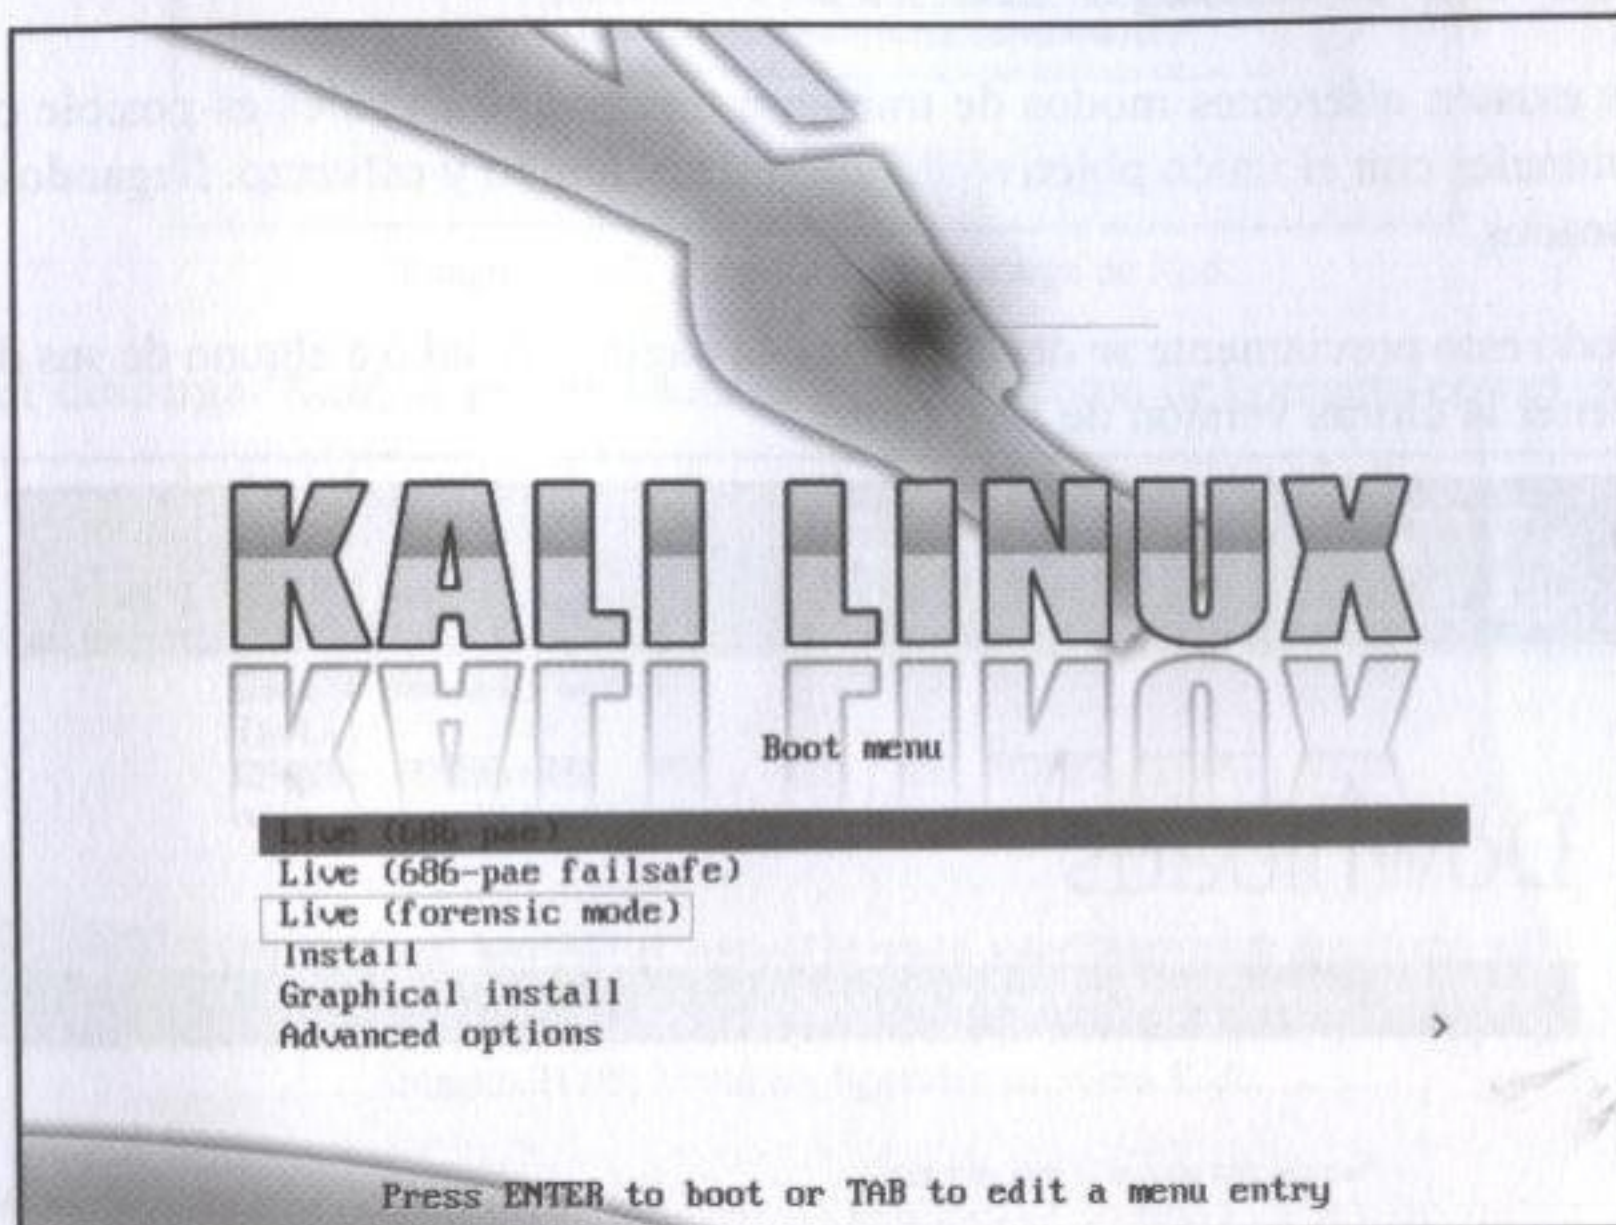 KALI LINUX
Boot menu
Live (686-pae)
Live (686-pae failsafe)
Live (forensic mode)
Install
Graphical install
Advanced options >
Press ENTER to boot or TAB to edit a menu entry